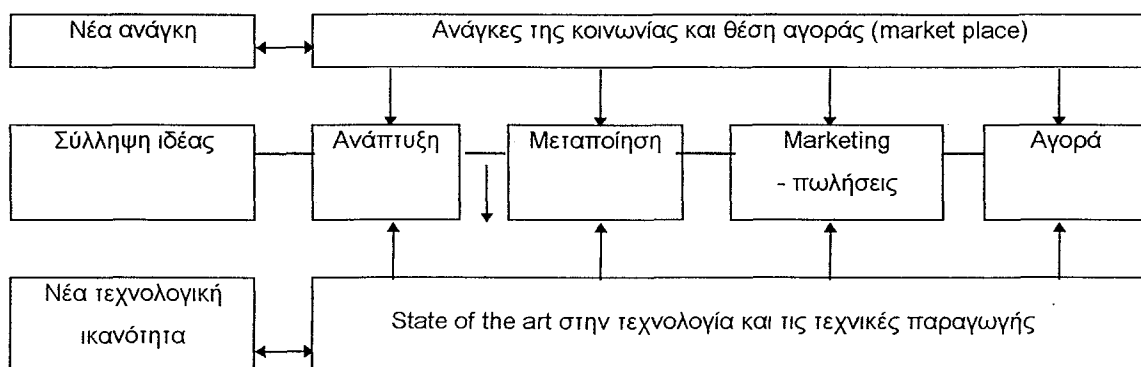 Νέα ανάγκη
Ανάγκες της κοινωνίας και θέση αγοράς (market place)
Σύλληψη ιδέας
Ανάπτυξη
Μεταποίηση
Marketing
- πωλήσεις
Αγορά
Νέα τεχνολογική
ικανότητα
State of the art στην τεχνολογία και τις τεχνικές παραγωγής